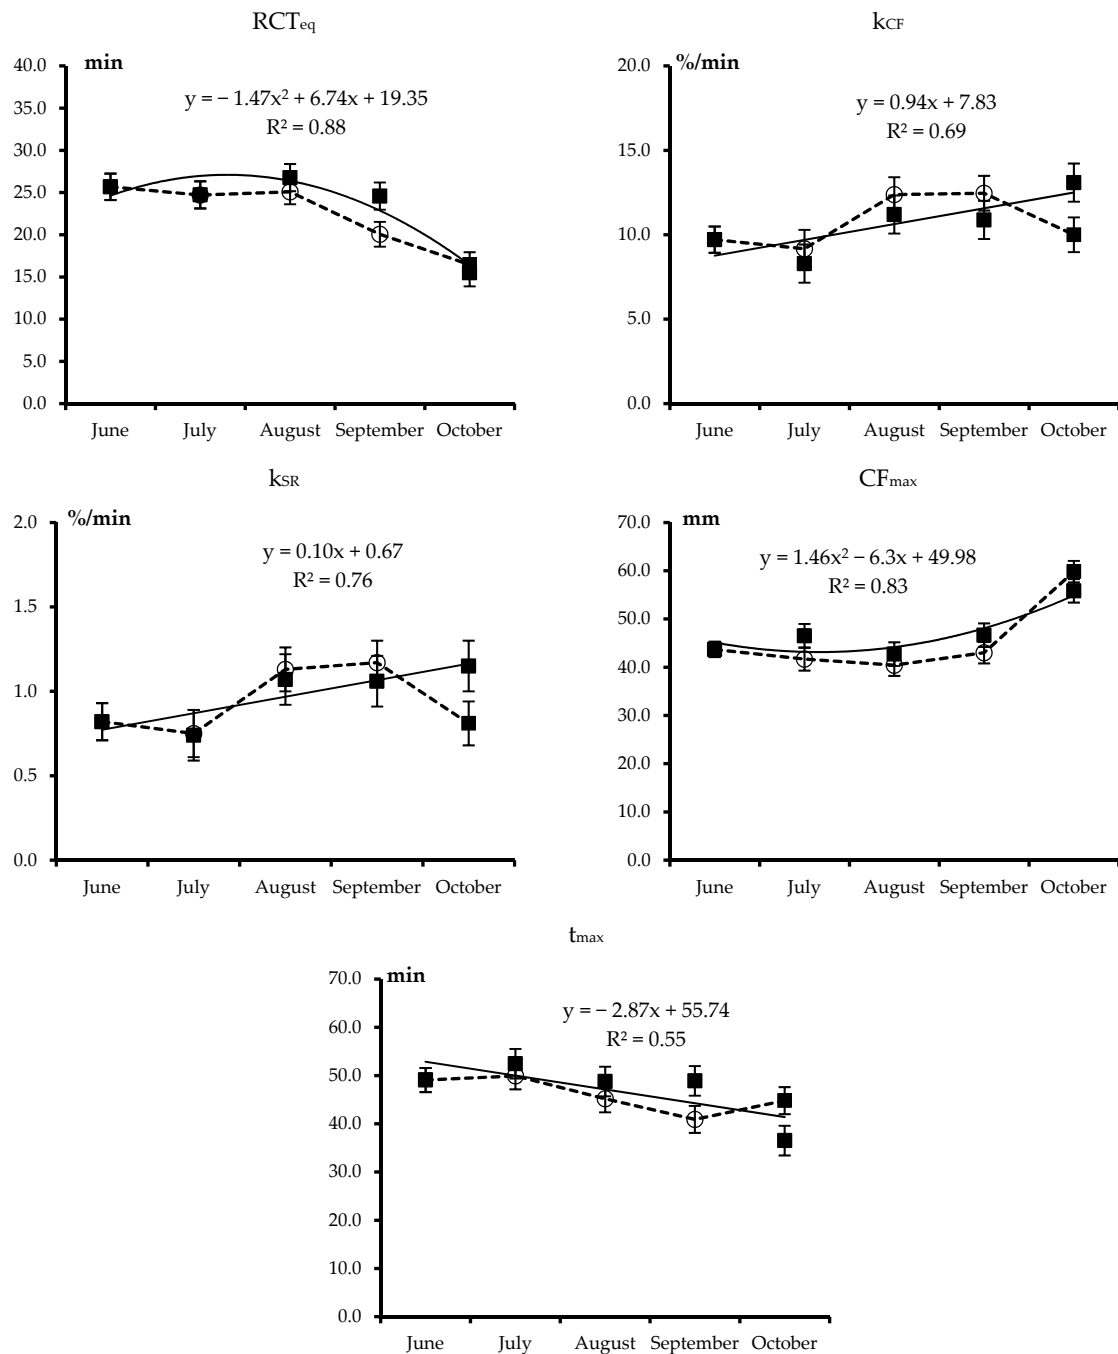 RCTeq
min
40.0
35.0
30.0
25.0
20.0
15.0
10.0
5.0
0.0
y = − 1.47x² + 6.74x + 19.35
R² = 0.88
June July August September October
kCF
%/min
20.0
15.0
10.0
5.0
0.0
y = 0.94x + 7.83
R² = 0.69
June July August September October
kSR
%/min
2.0
1.5
1.0
0.5
0.0
y = 0.10x + 0.67
R² = 0.76
June July August September October
CFmax
mm
70.0
60.0
50.0
40.0
30.0
20.0
10.0
0.0
y = 1.46x² − 6.3x + 49.98
R² = 0.83
June July August September October
tmax
min
70.0
60.0
50.0
40.0
30.0
20.0
10.0
0.0
y = − 2.87x + 55.74
R² = 0.55
June July August September October